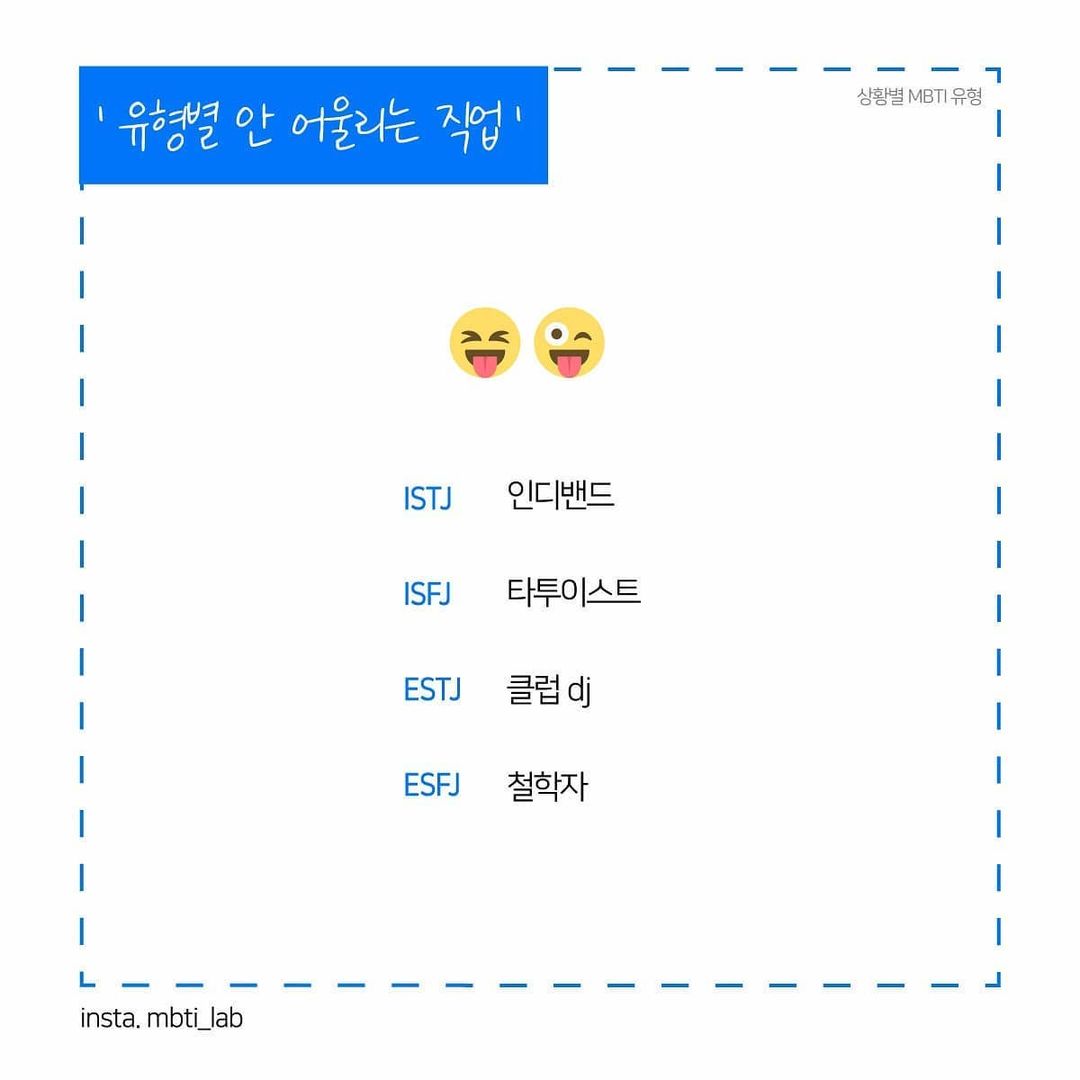 ' 유형별 안 어울리는 직업 '
상황별 MBTI 유형
ISTJ 인디밴드
ISFJ 타투이스트
ESTJ 클럽 dj
ESFJ 철학자
insta. mbti_lab